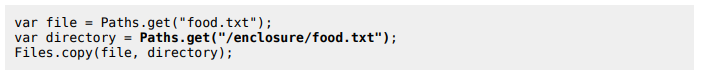 var file = Paths.get("food.txt");
var directory = Paths.get("/enclosure/food.txt");
Files.copy(file, directory);